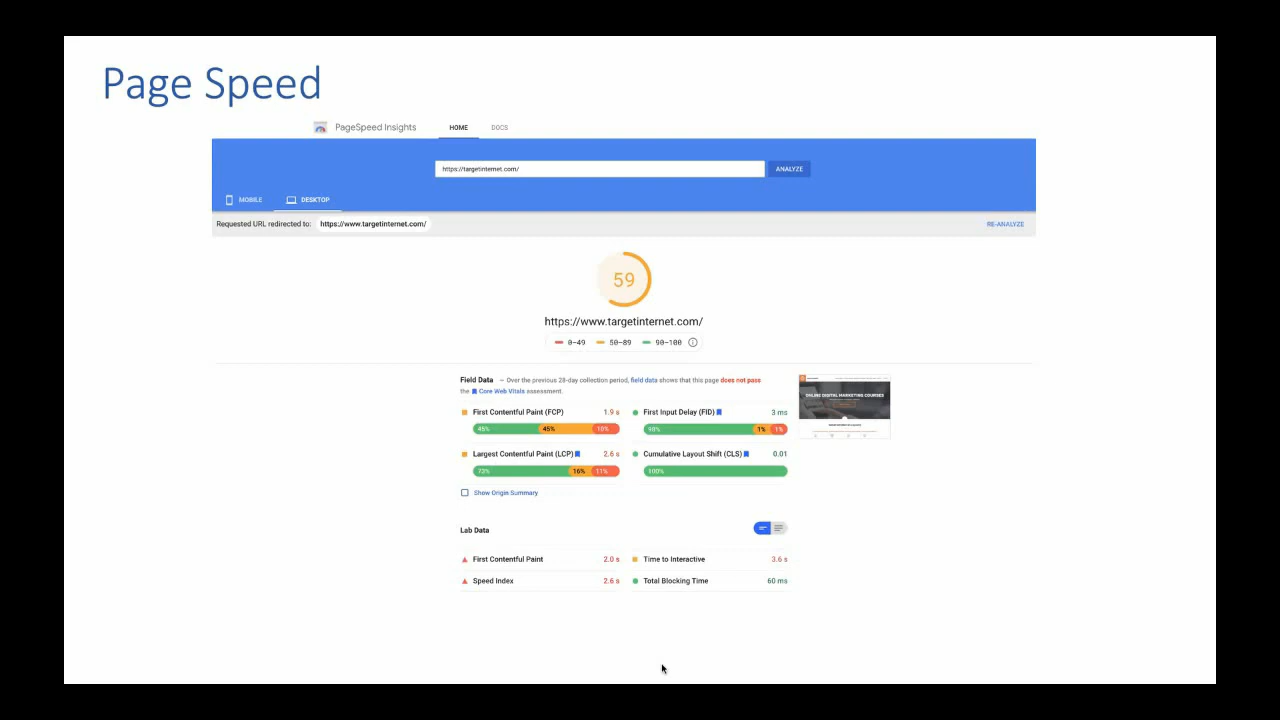 Page Speed
PageSpeed Insights HOME DOCS
https://targetinternet.com/ ANALYZE
MOBILE DESKTOP
Requested URL redirected to: https://www.targetinternet.com/ RE-ANALYZE
59
https://www.targetinternet.com/
0–49 50–89 90–100
Field Data — Over the previous 28-day collection period, field data shows that this page does not pass
the Core Web Vitals assessment.
ONLINE DIGITAL MARKETING COURSES
First Contentful Paint (FCP) 1.9 s First Input Delay (FID) 3 ms
45% 45% 10% 98% 1% 1%
Largest Contentful Paint (LCP) 2.6 s Cumulative Layout Shift (CLS) 0.01
73% 16% 11% 100%
Show Origin Summary
Lab Data
First Contentful Paint 2.0 s Time to Interactive 3.6 s
Speed Index 2.6 s Total Blocking Time 60 ms